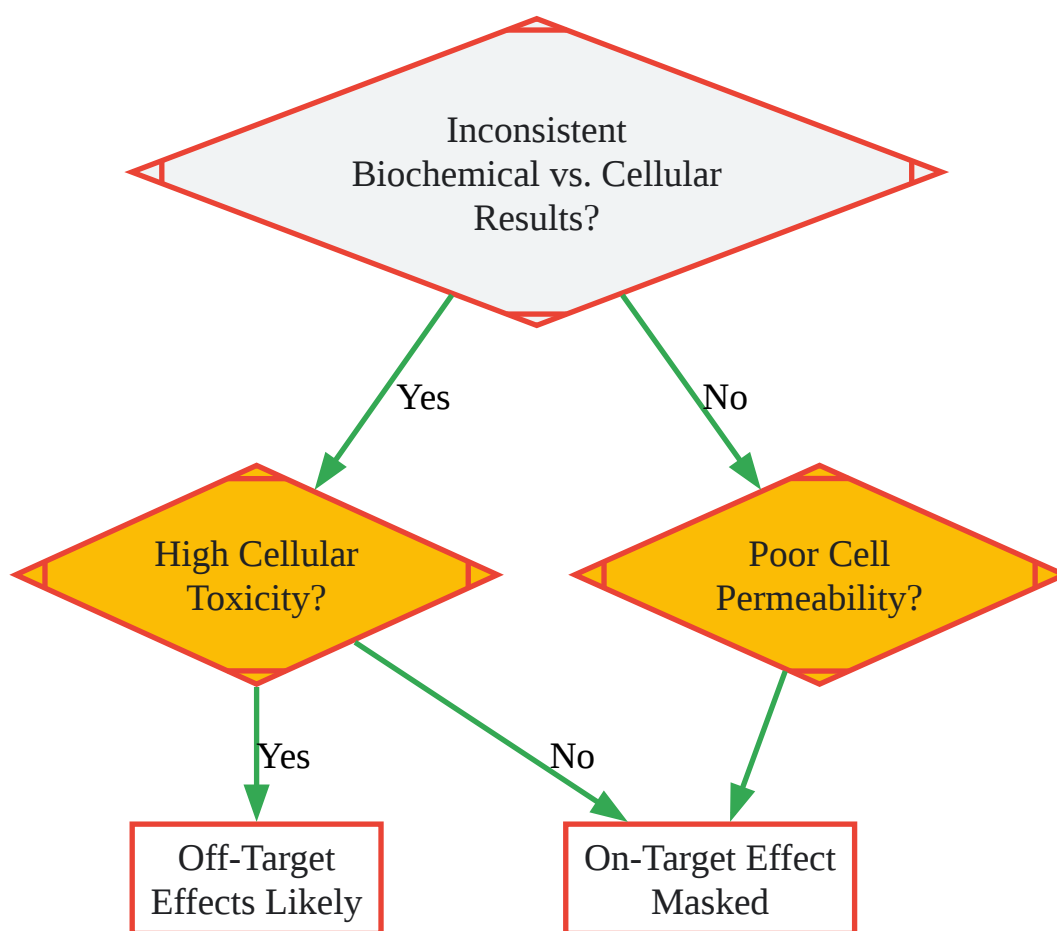 Inconsistent
Biochemical vs. Cellular
Results?
Yes
No
High Cellular
Toxicity?
Poor Cell
Permeability?
Yes
No
Off-Target
Effects Likely
On-Target Effect
Masked